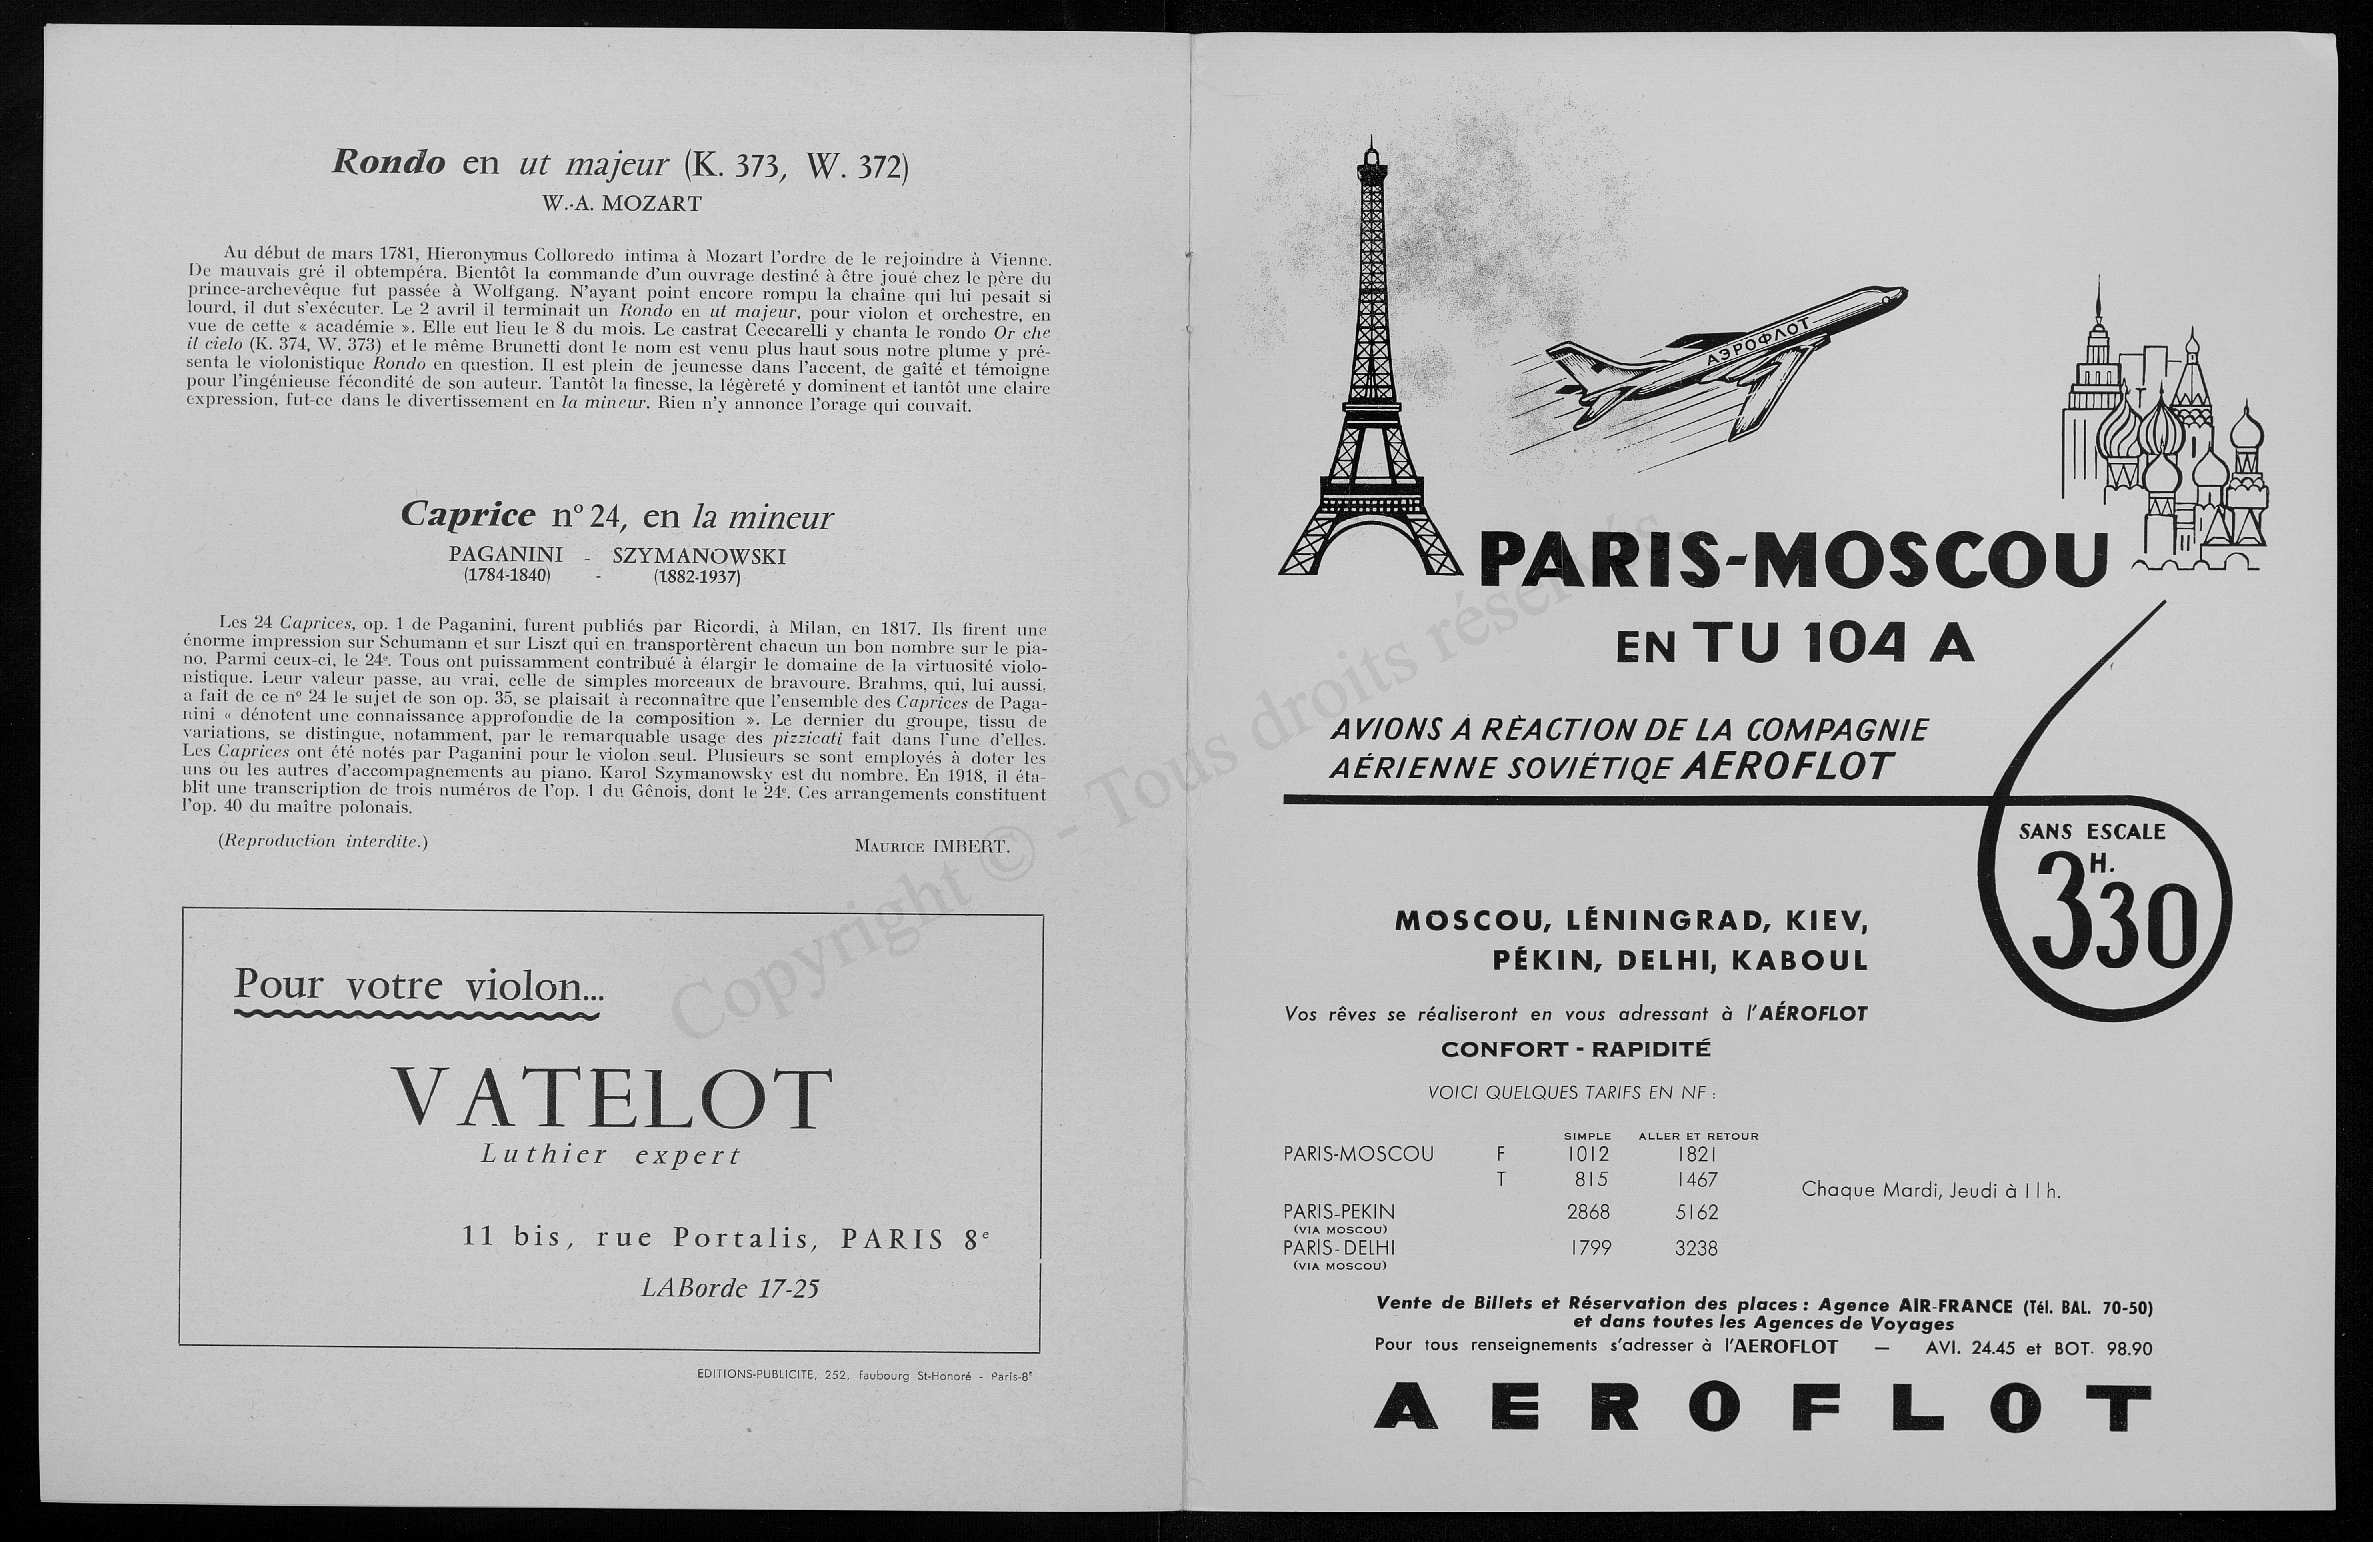 Rondo en ut majeur (K. 373, W. 372)
W.-A. MOZART
Au début de mars 1781, Hieronymus Colloredo intima à Mozart l'ordre de le rejoindre à Vienne.
De mauvais gré il obtempéra. Bientôt la commande d'un ouvrage destiné à être joué chez le père du
prince-archevêque fut passée à Wolfgang. N'ayant point encore rompu la chaîne qui lui pesait si
lourd, il dut s'exécuter. Le 2 avril il terminait un Rondo en ut majeur, pour violon et orchestre, en
vue de cette « académie ». Elle eut lieu le 8 du mois. Le castrat Ceccarelli y chanta le rondo Or che
il cielo (K. 374, W. 373) et le même Brunetti dont le nom est venu plus haut sous notre plume y pré-
senta le violonistique Rondo en question. Il est plein de jeunesse dans l'accent, de gaîté et témoigne
pour l'ingénieuse fécondité de son auteur. Tantôt la finesse, la légèreté y dominent et tantôt une claire
expression, fut-ce dans le divertissement en la mineur. Rien n'y annonce l'orage qui couvait.
Caprice n° 24, en la mineur
PAGANINI - SZYMANOWSKI
(1784-1840) - (1882-1937)
Les 24 Caprices, op. 1 de Paganini, furent publiés par Ricordi, à Milan, en 1817. Ils firent une
énorme impression sur Schumann et sur Liszt qui en transportèrent chacun un bon nombre sur le pia-
no. Parmi ceux-ci, le 24e. Tous ont puissamment contribué à élargir le domaine de la virtuosité violo-
nistique. Leur valeur passe, au vrai, celle de simples morceaux de bravoure. Brahms, qui, lui aussi,
a fait de ce n° 24 le sujet de son op. 35, se plaisait à reconnaître que l'ensemble des Caprices de Paga-
nini « dénotent une connaissance approfondie de la composition ». Le dernier du groupe, tissu de
variations, se distingue, notamment, par le remarquable usage des pizzicati fait dans l'une d'elles.
Les Caprices ont été notés par Paganini pour le violon seul. Plusieurs se sont employés à doter les
uns ou les autres d'accompagnements au piano. Karol Szymanowsky est du nombre. En 1918, il éta-
blit une transcription de trois numéros de l'op. 1 du Gênois, dont le 24e. Ces arrangements constituent
l'op. 40 du maître polonais.
(Reproduction interdite.) MAURICE IMBERT.
Pour votre violon...
VATELOT
Luthier expert
11 bis, rue Portalis, PARIS 8e
LABorde 17-25
EDITIONS-PUBLICITE, 252, faubourg St-Honoré - Paris-8e
АЭРОФЛОТ
PARIS-MOSCOU
EN TU 104 A
AVIONS A RÈACTION DE LA COMPAGNIE
AÉRIENNE SOVIÉTIQE AEROFLOT
SANS ESCALE
3H.30
MOSCOU, LÉNINGRAD, KIEV,
PÉKIN, DELHI, KABOUL
Vos rêves se réaliseront en vous adressant à l'AÉROFLOT
CONFORT - RAPIDITÉ
VOICI QUELQUES TARIFS EN NF :
SIMPLE ALLER ET RETOUR
PARIS-MOSCOU F 1012 1821
T 815 1467
Chaque Mardi, Jeudi à 11 h.
PARIS-PEKIN 2868 5162
(VIA MOSCOU)
PARIS-DELHI 1799 3238
(VIA MOSCOU)
Vente de Billets et Réservation des places : Agence AIR-FRANCE (Tél. BAL. 70-50)
et dans toutes les Agences de Voyages
Pour tous renseignements s'adresser à l'AEROFLOT — AVI. 24.45 et BOT. 98.90
AEROFLOT
Copyright © - Tous droits réservés